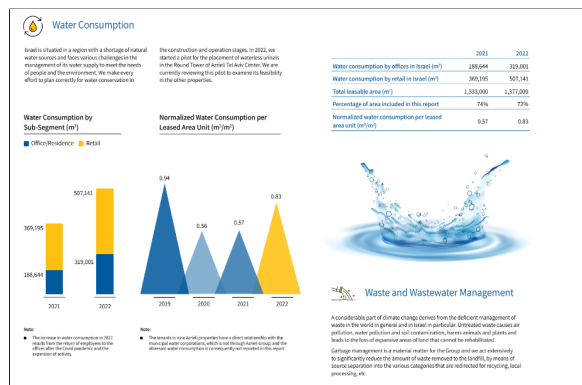 Water Consumption
Israel is situated in a region with a shortage of natural
water sources and faces various challenges in the
management of its water supply to meet the needs
of people and the environment. We make every
effort to plan correctly for water conservation in
the construction and operation stages. In 2022, we
started a pilot for the placement of waterless urinals
in the Round Tower of Azrieli Tel Aviv Center. We are
currently reviewing this pilot to examine its feasibility
in the other properties.
Water Consumption by
Sub-Segment (m³)
Office/Residence Retail
507,141
369,195
319,001
188,644
2021 2022
Note:
The increase in water consumption in 2022
results from the return of employees to the
offices after the Covid pandemic and the
expansion of activity.
Normalized Water Consumption per
Leased Area Unit (m³/m²)
0.94
0.56
0.57
0.83
2019 2020 2021 2022
Note:
The tenants in most Azrieli properties have a direct relationship with the
municipal water corporations, which is not through Azrieli Group, and the
aforesaid water consumption is consequently not reported in this report.
2021 2022
Water consumption by offices in Israel (m³) 188,644 319,001
Water consumption by retail in Israel (m³) 369,195 507,141
Total leasable area (m²) 1,333,000 1,377,000
Percentage of area included in this report 74% 72%
Normalized water consumption per leased
area unit (m³/m²) 0.57 0.83
Waste and Wastewater Management
A considerable part of climate change derives from the deficient management of
waste in the world in general and in Israel in particular. Untreated waste causes air
pollution, water pollution and soil contamination, harms animals and plants and
leads to the loss of expansive areas of land that cannot be rehabilitated.
Garbage management is a material matter for the Group and we act extensively
to significantly reduce the amount of waste removed to the landfill, by means of
source separation into the various categories that are redirected for recycling, local
processing, etc.